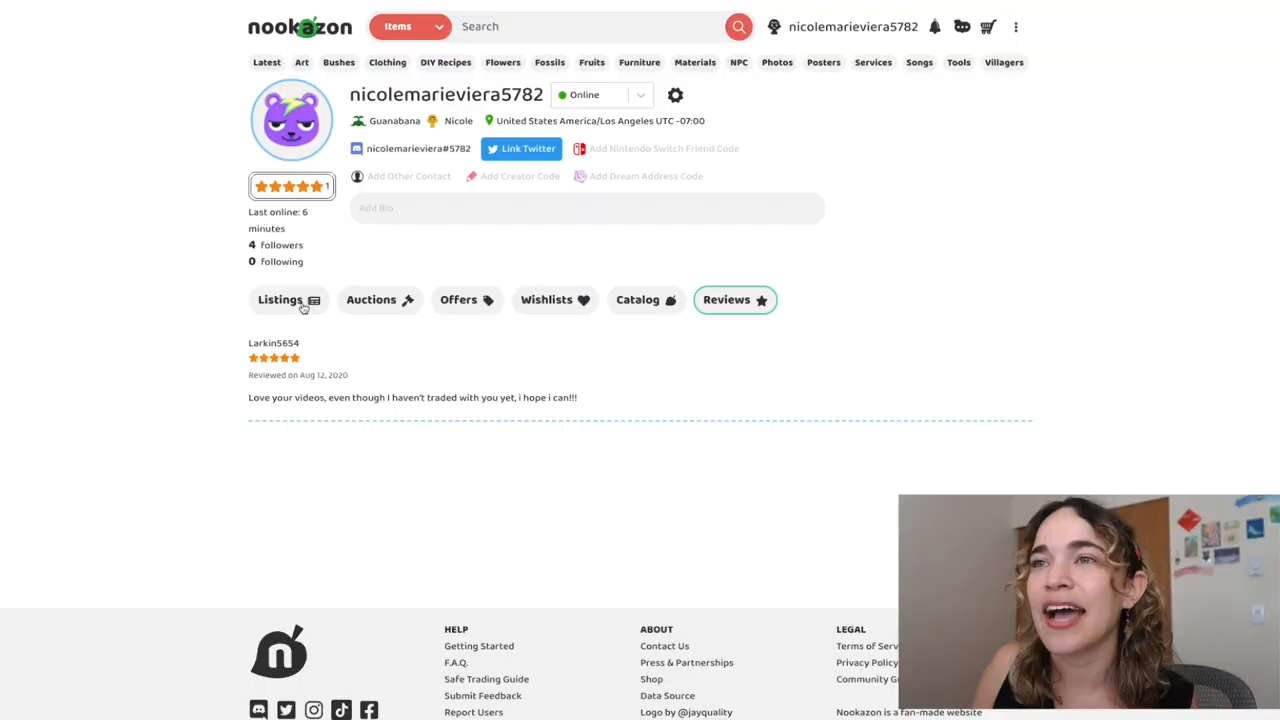 nookazon Items Search nicolemarieviera5782
Latest Art Bushes Clothing DIY Recipes Flowers Fossils Fruits Furniture Materials NPC Photos Posters Services Songs Tools Villagers
nicolemarieviera5782 Online
Guanabana Nicole United States America/Los Angeles UTC -07:00
nicolemarieviera#5782 Link Twitter Add Nintendo Switch Friend Code
Add Other Contact Add Creator Code Add Dream Address Code
1
Add Bio
Last online: 6
minutes
4 followers
0 following
Listings Auctions Offers Wishlists Catalog Reviews
Larkin5654
Reviewed on Aug 12, 2020
Love your videos, even though I haven't traded with you yet, i hope i can!!!
n
HELP
Getting Started
F.A.Q.
Safe Trading Guide
Submit Feedback
Report Users
ABOUT
Contact Us
Press & Partnerships
Shop
Data Source
Logo by @jayquality
LEGAL
Terms of Serv
Privacy Policy
Community G
Nookazon is a fan-made website